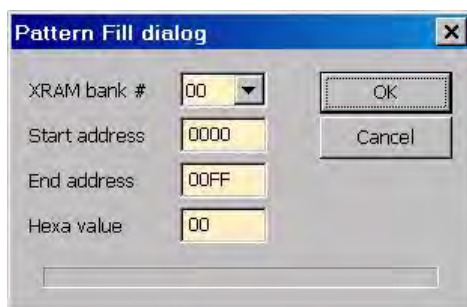 Pattern Fill dialog
XRAM bank # 00 OK
Start address 0000 Cancel
End address 00FF
Hexa value 00